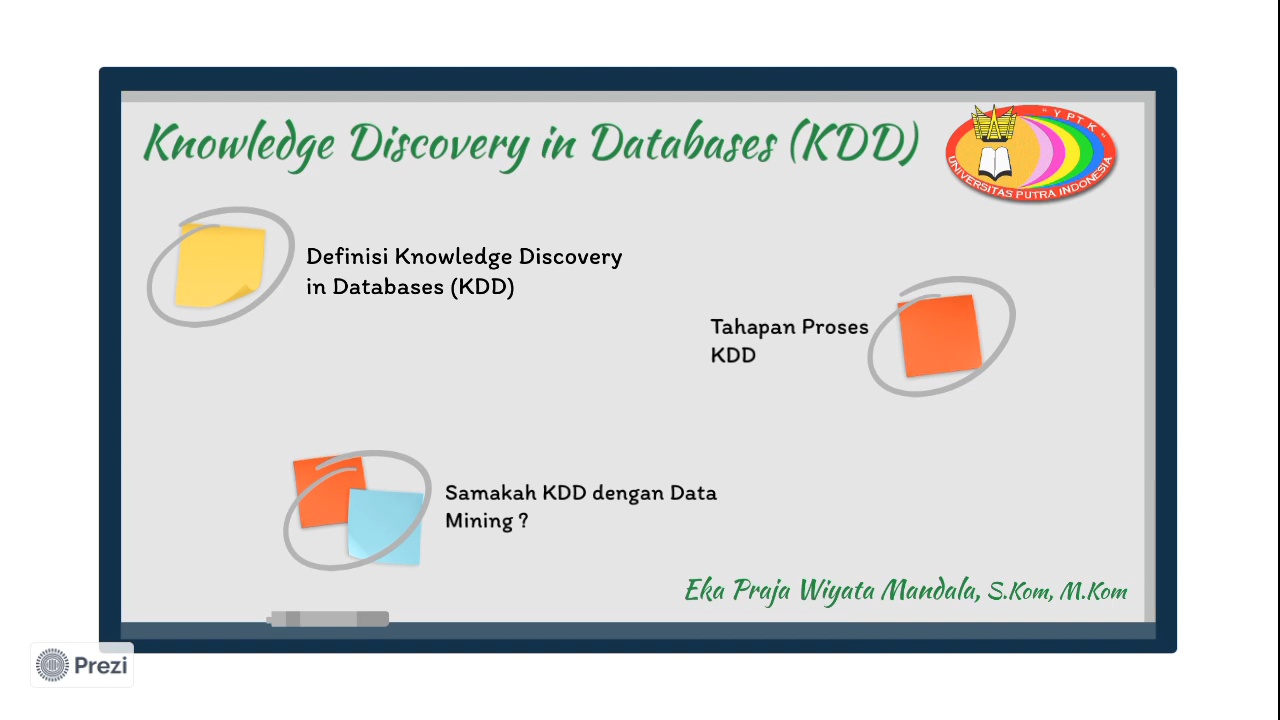 Knowledge Discovery in Databases (KDD)
" Y P T K "
UNIVERSITAS PUTRA INDONESIA
Definisi Knowledge Discovery
in Databases (KDD)
Tahapan Proses
KDD
Samakah KDD dengan Data
Mining ?
Eka Praja Wiyata Mandala, S.Kom, M.Kom
Prezi